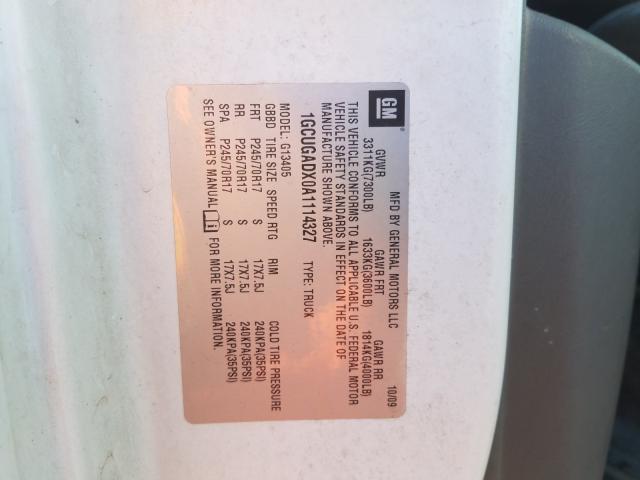 GM
MFD BY GENERAL MOTORS LLC 10/09
GVWR GAWR FRT GAWR RR
3311KG(7300LB) 1633KG(3600LB) 1814KG(4000LB)
THIS VEHICLE CONFORMS TO ALL APPLICABLE U.S. FEDERAL MOTOR
VEHICLE SAFETY STANDARDS IN EFFECT ON THE DATE OF
MANUFACTURE SHOWN ABOVE.
1GCUGADX0A1114327 TYPE: TRUCK
MODEL: G13405
GBBD TIRE SIZE SPEED RTG RIM COLD TIRE PRESSURE
FRT P245/70R17 S 17X7.5J 240KPA(35PSI)
RR P245/70R17 S 17X7.5J 240KPA(35PSI)
SPA P245/70R17 S 17X7.5J 240KPA(35PSI)
SEE OWNER'S MANUAL FOR MORE INFORMATION.